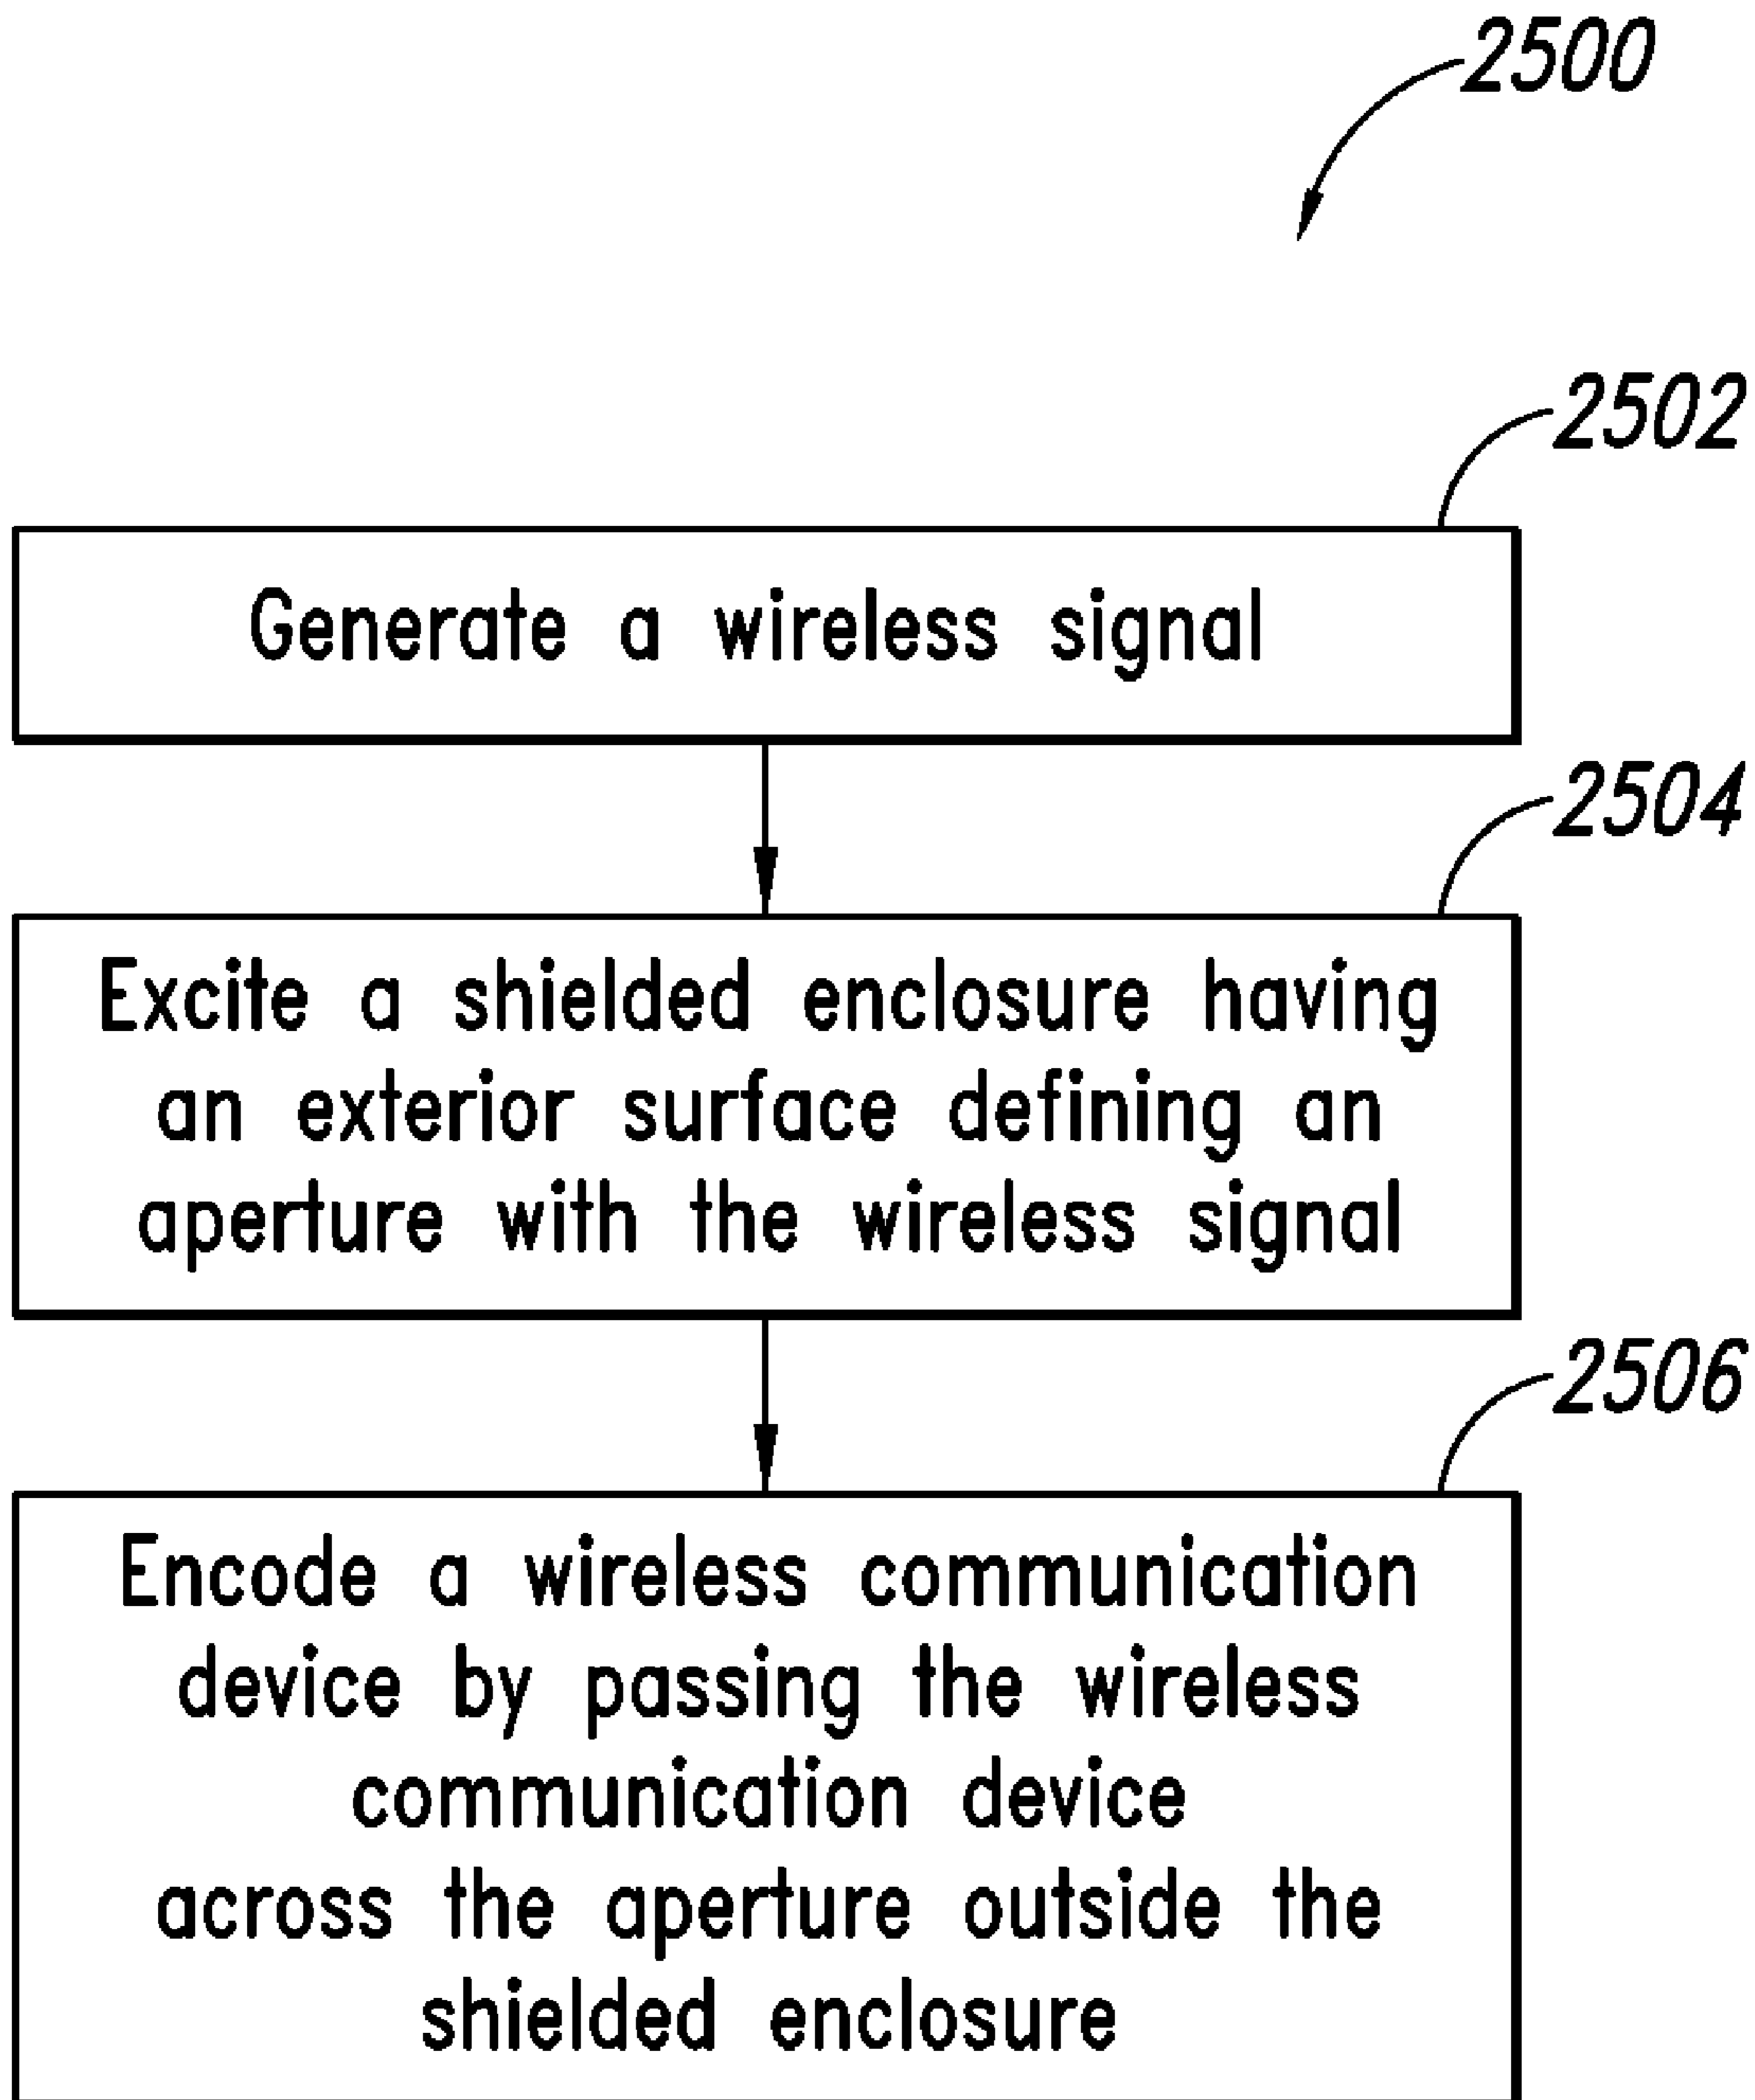 2500
2502
Generate a wireless signal
2504
Excite a shielded enclosure having
an exterior surface defining an
aperture with the wireless signal
2506
Encode a wireless communication
device by passing the wireless
communication device
across the aperture outside the
shielded enclosure